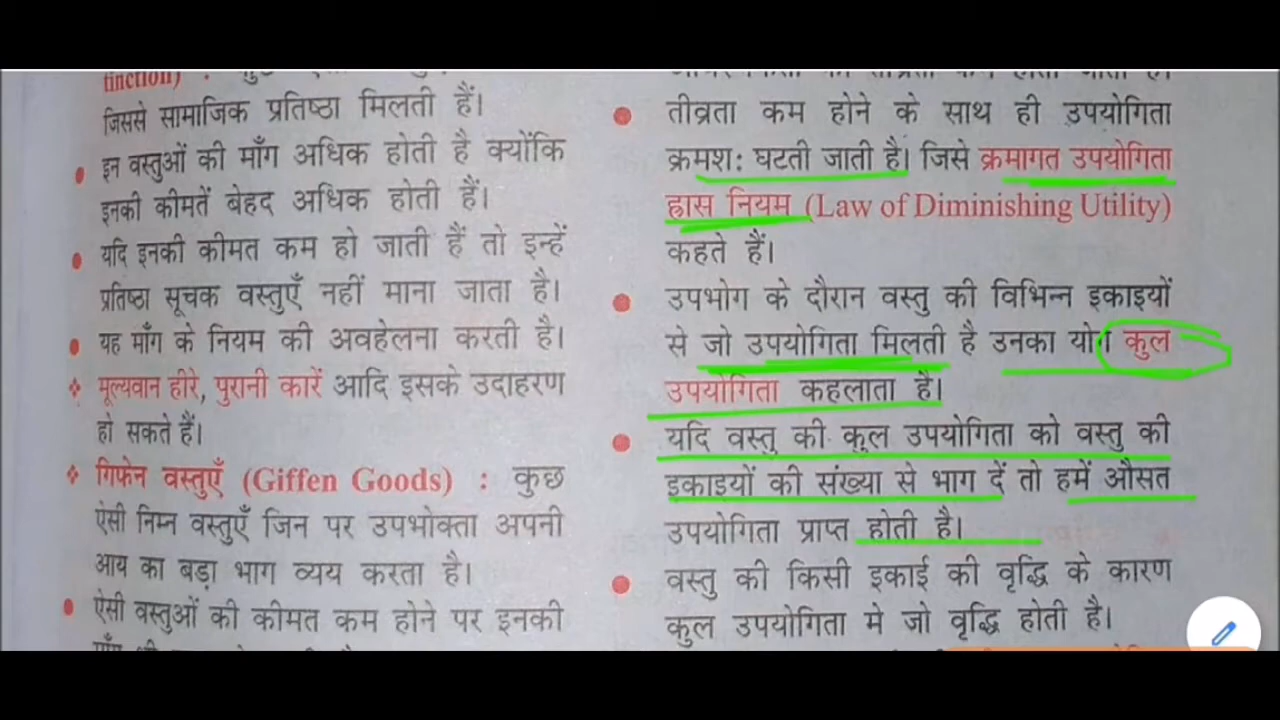 tinction) :
जिससे सामाजिक प्रतिष्ठा मिलती हैं।
इन वस्तुओं की माँग अधिक होती है क्योंकि
इनकी कीमतें बेहद अधिक होती हैं।
यदि इनकी कीमत कम हो जाती हैं तो इन्हें
प्रतिष्ठा सूचक वस्तुएँ नहीं माना जाता है।
यह माँग के नियम की अवहेलना करती है।
मूल्यवान हीरे, पुरानी कारें आदि इसके उदाहरण
हो सकते हैं।
गिफेन वस्तुएँ (Giffen Goods) : कुछ
ऐसी निम्न वस्तुएँ जिन पर उपभोक्ता अपनी
आय का बड़ा भाग व्यय करता है।
ऐसी वस्तुओं की कीमत कम होने पर इनकी
तीव्रता कम होने के साथ ही उपयोगिता
क्रमश: घटती जाती है। जिसे क्रमागत उपयोगिता
ह्रास नियम (Law of Diminishing Utility)
कहते हैं।
उपभोग के दौरान वस्तु की विभिन्न इकाइयों
से जो उपयोगिता मिलती है उनका योग कुल
उपयोगिता कहलाता है।
यदि वस्तु की कूल उपयोगिता को वस्तु की
इकाइयों की संख्या से भाग दें तो हमें औसत
उपयोगिता प्राप्त होती है।
वस्तु की किसी इकाई की वृद्धि के कारण
कुल उपयोगिता मे जो वृद्धि होती है।